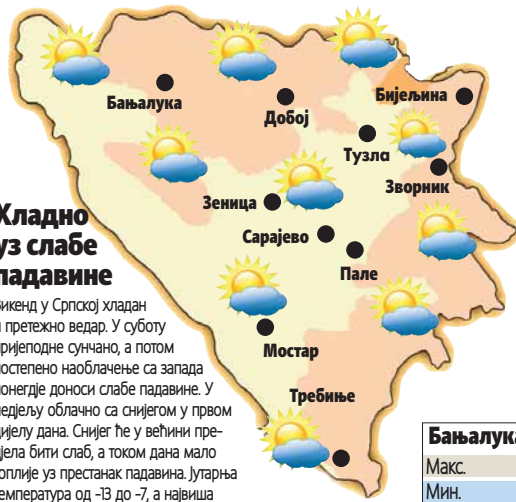 Бањалука
Добој
Бијељина
Тузла
Зворник
Зеница
Сарајево
Пале
Мостар
Требиње
Хладно
уз слабе
падавине
Викенд у Српској хладан
и претежно ведар. У суботу
пријеподне сунчано, а потом
постепено наоблачење са запада
понегдје доноси слабе падавине. У
недјељу облачно са снијегом у првом
дијелу дана. Снијег ће у већини пре-
дјела бити слаб, а током дана мало
топлије уз престанак падавина. Јутарња
температура од -13 до -7, а највиша
Бањалука
Макс.
Мин.